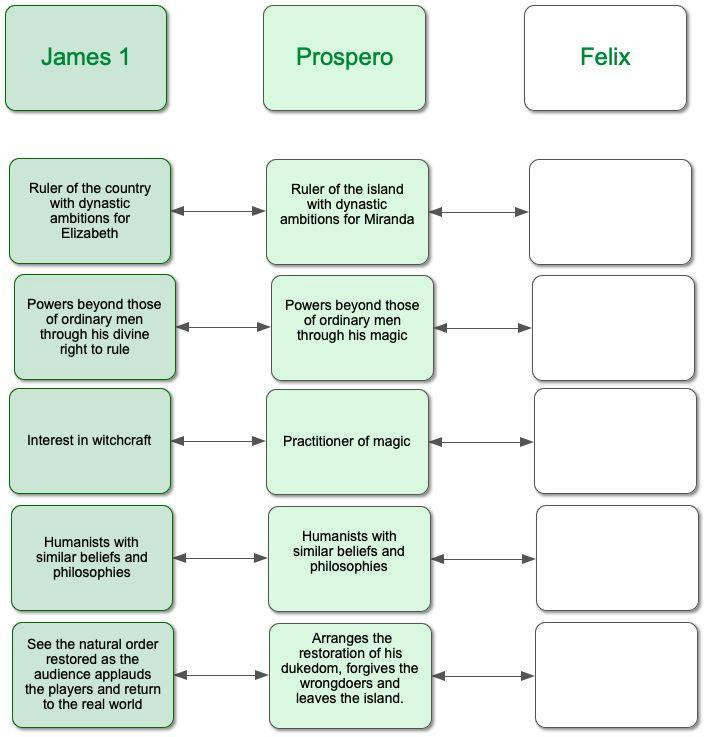 James 1
Prospero
Felix
Ruler of the country
with dynastic
ambitions for
Elizabeth
Ruler of the island
with dynastic
ambitions for Miranda
Powers beyond those
of ordinary men
through his divine
right to rule
Powers beyond those
of ordinary men
through his magic
Interest in witchcraft
Practitioner of magic
Humanists with
similar beliefs and
philosophies
Humanists with
similar beliefs and
philosophies
See the natural order
restored as the
audience applauds
the players and return
to the real world
Arranges the
restoration of his
dukedom, forgives the
wrongdoers and
leaves the island.